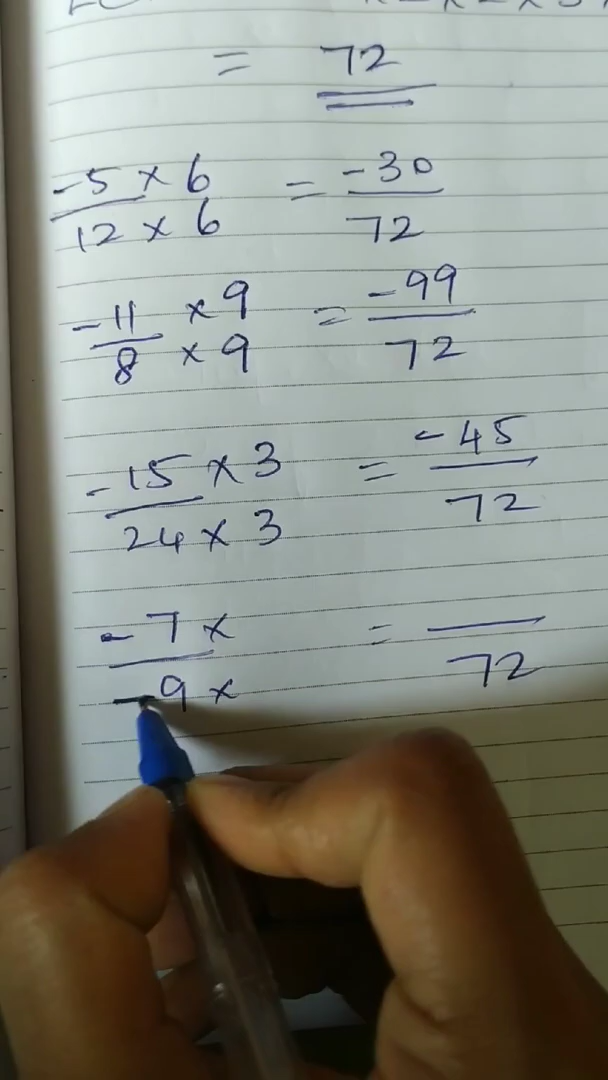 = 72
-5 × 6 / 12 × 6 = -30 / 72
-11 × 9 / 8 × 9 = -99 / 72
-15 × 3 / 24 × 3 = -45 / 72
-7 × / -9 × = / 72